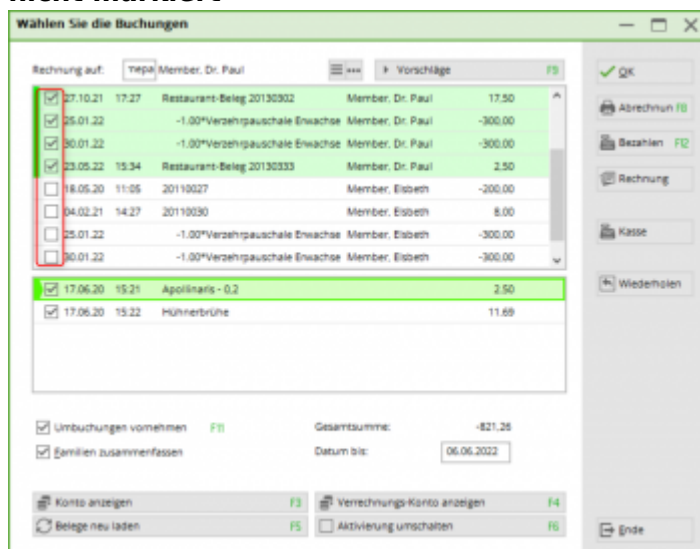 Wählen Sie die Buchungen
Rechnung auf: mepa Member, Dr. Paul Vorschläge F9
27.10.21 17:27 Restaurant-Beleg 20130302 Member, Dr. Paul 17,50
25.01.22 -1.00*Verzehrpauschale Erwachse Member, Dr. Paul -300,00
30.01.22 -1.00*Verzehrpauschale Erwachse Member, Dr. Paul -300,00
23.05.22 15:34 Restaurant-Beleg 20130333 Member, Dr. Paul 2,50
18.05.20 11:05 20110027 Member, Elsbeth -200,00
04.02.21 14:27 20110030 Member, Elsbeth 8,00
25.01.22 -1.00*Verzehrpauschale Erwachse Member, Elsbeth -300,00
30.01.22 -1.00*Verzehrpauschale Erwachse Member, Elsbeth -300,00
17.06.20 15:21 Apollinaris - 0,2 2,50
17.06.20 15:22 Hühnerbrühe 11,69
Umbuchungen vornehmen F11 Gesamtsumme: -821,26
Familien zusammenfassen Datum bis: 06.06.2022
Konto anzeigen F3 Verrechnungs-Konto anzeigen F4
Belege neu laden F5 Aktivierung umschalten F6
OK
Abrechnun F8
Bezahlen F12
Rechnung
Kasse
Wiederholen
Ende